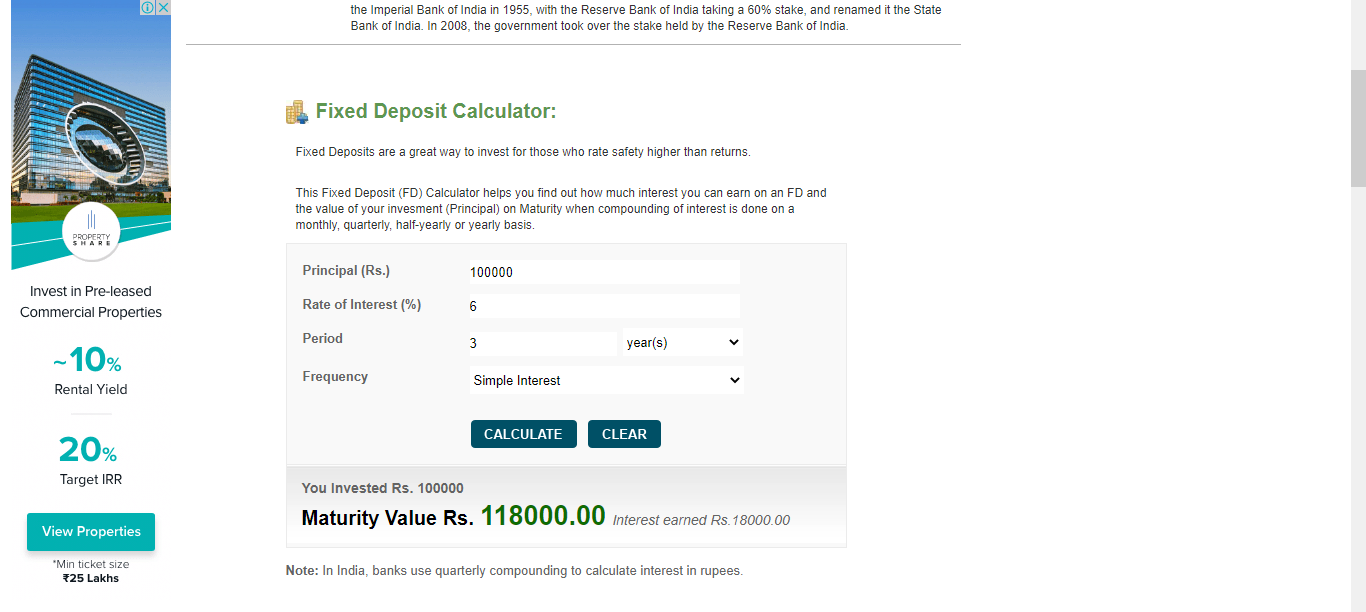 the Imperial Bank of India in 1955, with the Reserve Bank of India taking a 60% stake, and renamed it the State
Bank of India. In 2008, the government took over the stake held by the Reserve Bank of India.
PROPERTY
SHARE
Invest in Pre-leased
Commercial Properties
~10%
Rental Yield
20%
Target IRR
View Properties
*Min ticket size
₹25 Lakhs
Fixed Deposit Calculator:
Fixed Deposits are a great way to invest for those who rate safety higher than returns.
This Fixed Deposit (FD) Calculator helps you find out how much interest you can earn on an FD and
the value of your invesment (Principal) on Maturity when compounding of interest is done on a
monthly, quarterly, half-yearly or yearly basis.
Principal (Rs.) 100000
Rate of Interest (%) 6
Period 3 year(s)
Frequency Simple Interest
CALCULATE CLEAR
You Invested Rs. 100000
Maturity Value Rs. 118000.00 Interest earned Rs.18000.00
Note: In India, banks use quarterly compounding to calculate interest in rupees.